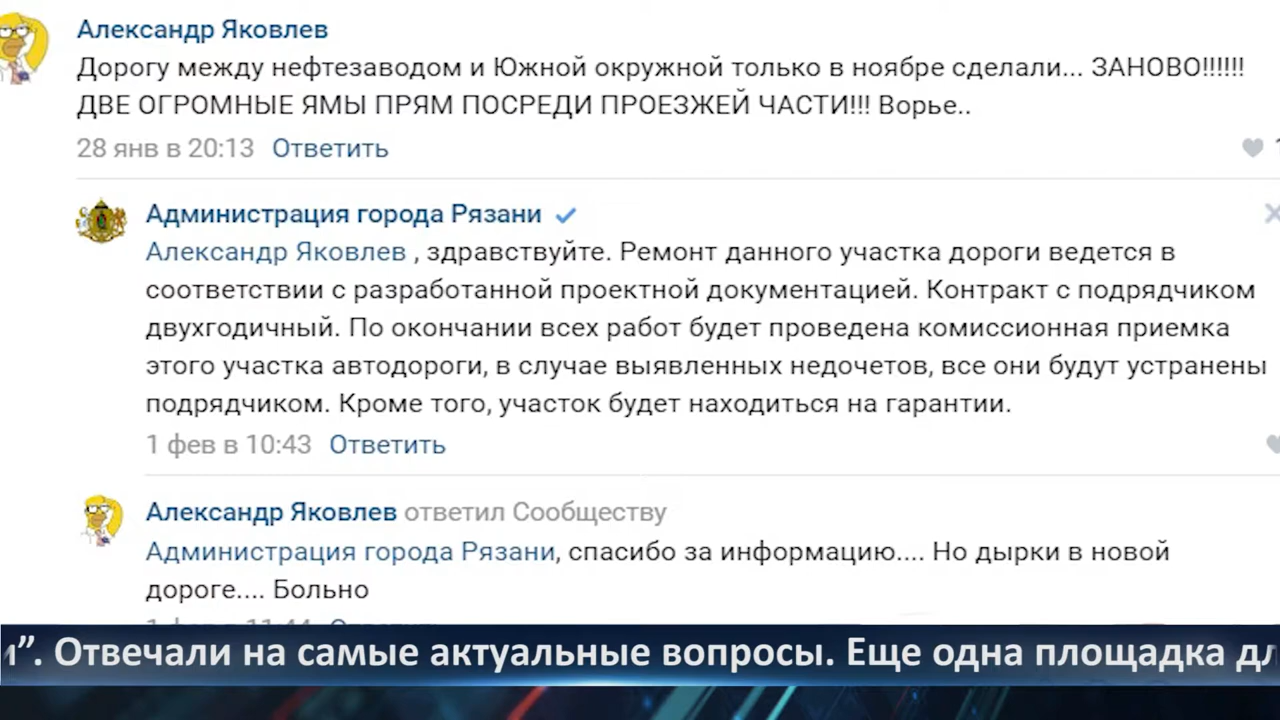 Александр Яковлев
Дорогу между нефтезаводом и Южной окружной только в ноябре сделали... ЗАНОВО!!!!!!
ДВЕ ОГРОМНЫЕ ЯМЫ ПРЯМ ПОСРЕДИ ПРОЕЗЖЕЙ ЧАСТИ!!! Ворье..
28 янв в 20:13 Ответить
Администрация города Рязани
Александр Яковлев , здравствуйте. Ремонт данного участка дороги ведется в
соответствии с разработанной проектной документацией. Контракт с подрядчиком
двухгодичный. По окончании всех работ будет проведена комиссионная приемка
этого участка автодороги, в случае выявленных недочетов, все они будут устранены
подрядчиком. Кроме того, участок будет находиться на гарантии.
1 фев в 10:43 Ответить
Александр Яковлев ответил Сообществу
Администрация города Рязани, спасибо за информацию.... Но дырки в новой
дороге.... Больно
”. Отвечали на самые актуальные вопросы. Еще одна площадка